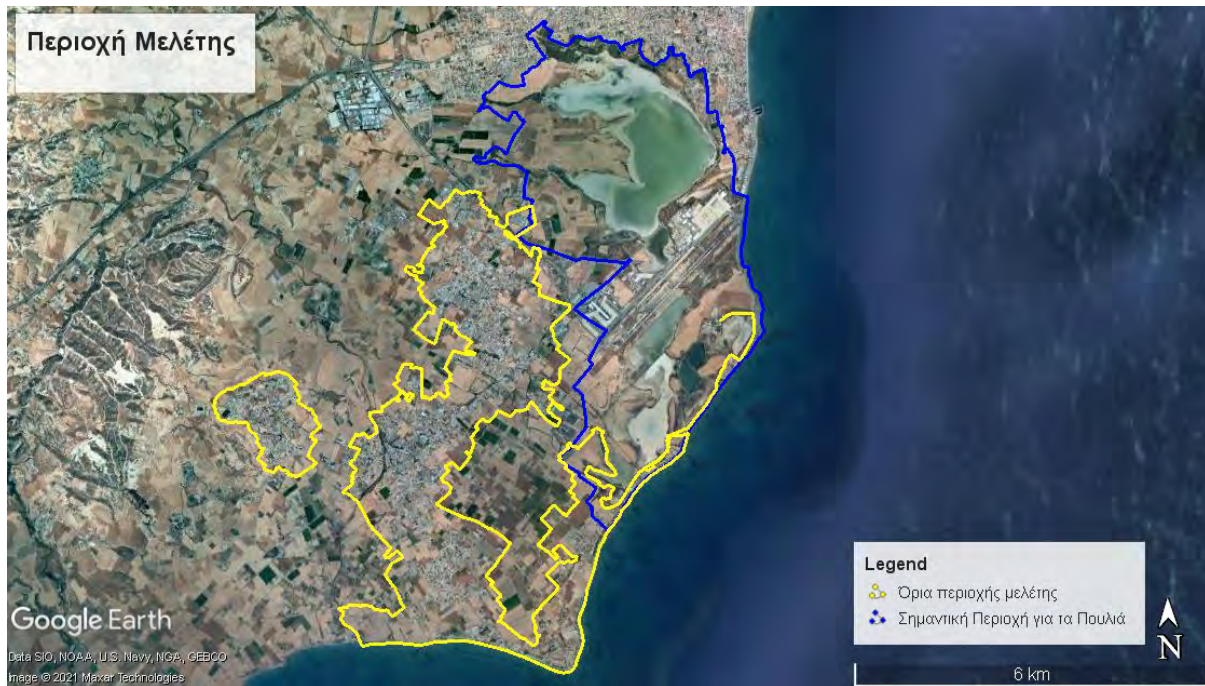 Περιοχή Μελέτης
Legend
Όρια περιοχής μελέτης
Σημαντική Περιοχή για τα Πουλιά
Google Earth
Data SIO, NOAA, U.S. Navy, NGA, GEBCO
Image © 2021 Maxar Technologies
N
6 km